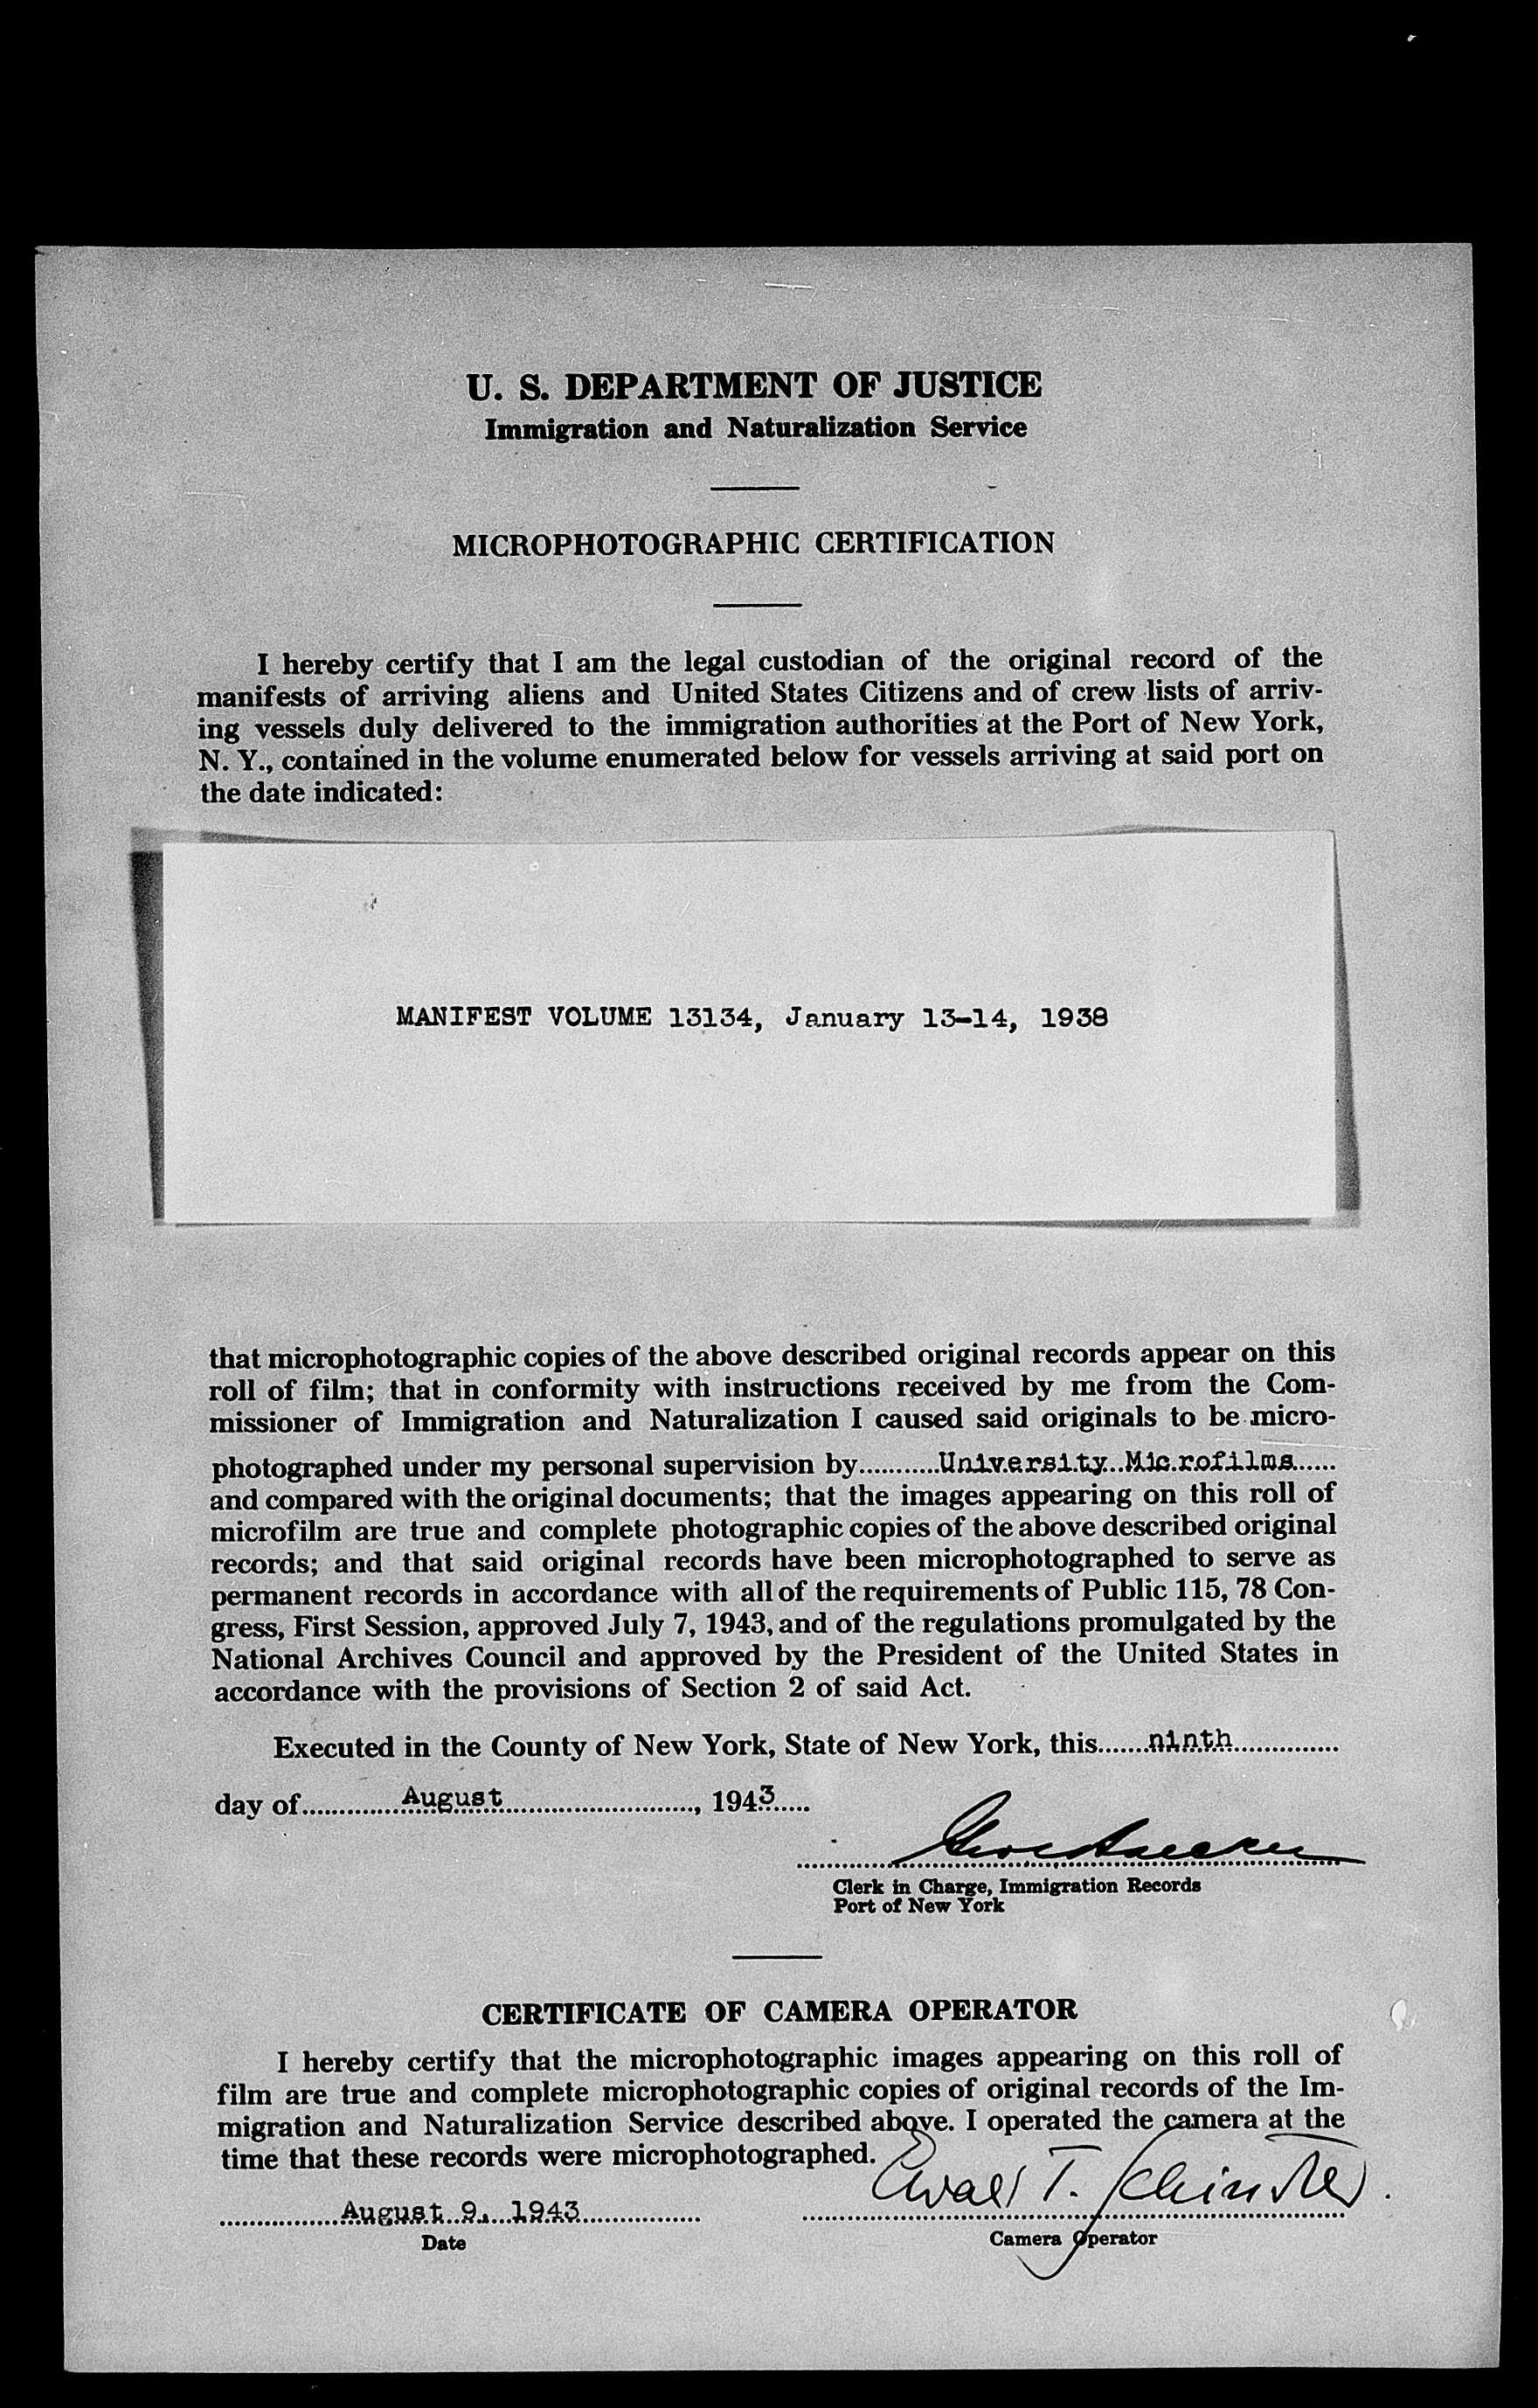 U. S. DEPARTMENT OF JUSTICE
Immigration and Naturalization Service
MICROPHOTOGRAPHIC CERTIFICATION
I hereby certify that I am the legal custodian of the original record of the
manifests of arriving aliens and United States Citizens and of crew lists of arriv-
ing vessels duly delivered to the immigration authorities at the Port of New York,
N. Y., contained in the volume enumerated below for vessels arriving at said port on
the date indicated:
MANIFEST VOLUME 13134, January 13-14, 1938
that microphotographic copies of the above described original records appear on this
roll of film; that in conformity with instructions received by me from the Com-
missioner of Immigration and Naturalization I caused said originals to be micro-
photographed under my personal supervision by...........University Microfilms......
and compared with the original documents; that the images appearing on this roll of
microfilm are true and complete photographic copies of the above described original
records; and that said original records have been microphotographed to serve as
permanent records in accordance with all of the requirements of Public 115, 78 Con-
gress, First Session, approved July 7, 1943, and of the regulations promulgated by the
National Archives Council and approved by the President of the United States in
accordance with the provisions of Section 2 of said Act.
Executed in the County of New York, State of New York, this.......ninth..............
day of..............August.........................., 1943......
Clerk in Charge, Immigration Records
Port of New York
CERTIFICATE OF CAMERA OPERATOR
I hereby certify that the microphotographic images appearing on this roll of
film are true and complete microphotographic copies of original records of the Im-
migration and Naturalization Service described above. I operated the camera at the
time that these records were microphotographed.
Ewald T.
August 9, 1943
Date
Camera Operator